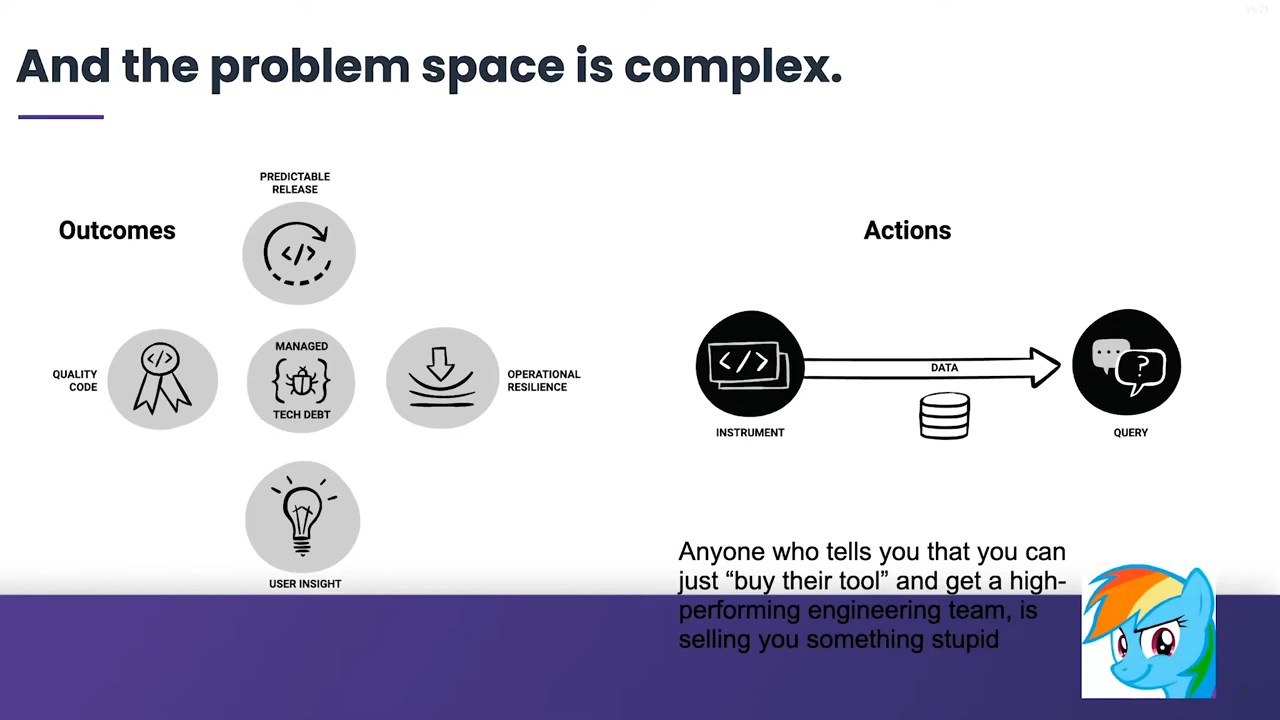 And the problem space is complex.
Outcomes
PREDICTABLE
RELEASE
</>
QUALITY
CODE
</>
MANAGED
TECH DEBT
OPERATIONAL
RESILIENCE
USER INSIGHT
Actions
</>
INSTRUMENT
DATA
?
QUERY
Anyone who tells you that you can
just “buy their tool” and get a high-
performing engineering team, is
selling you something stupid